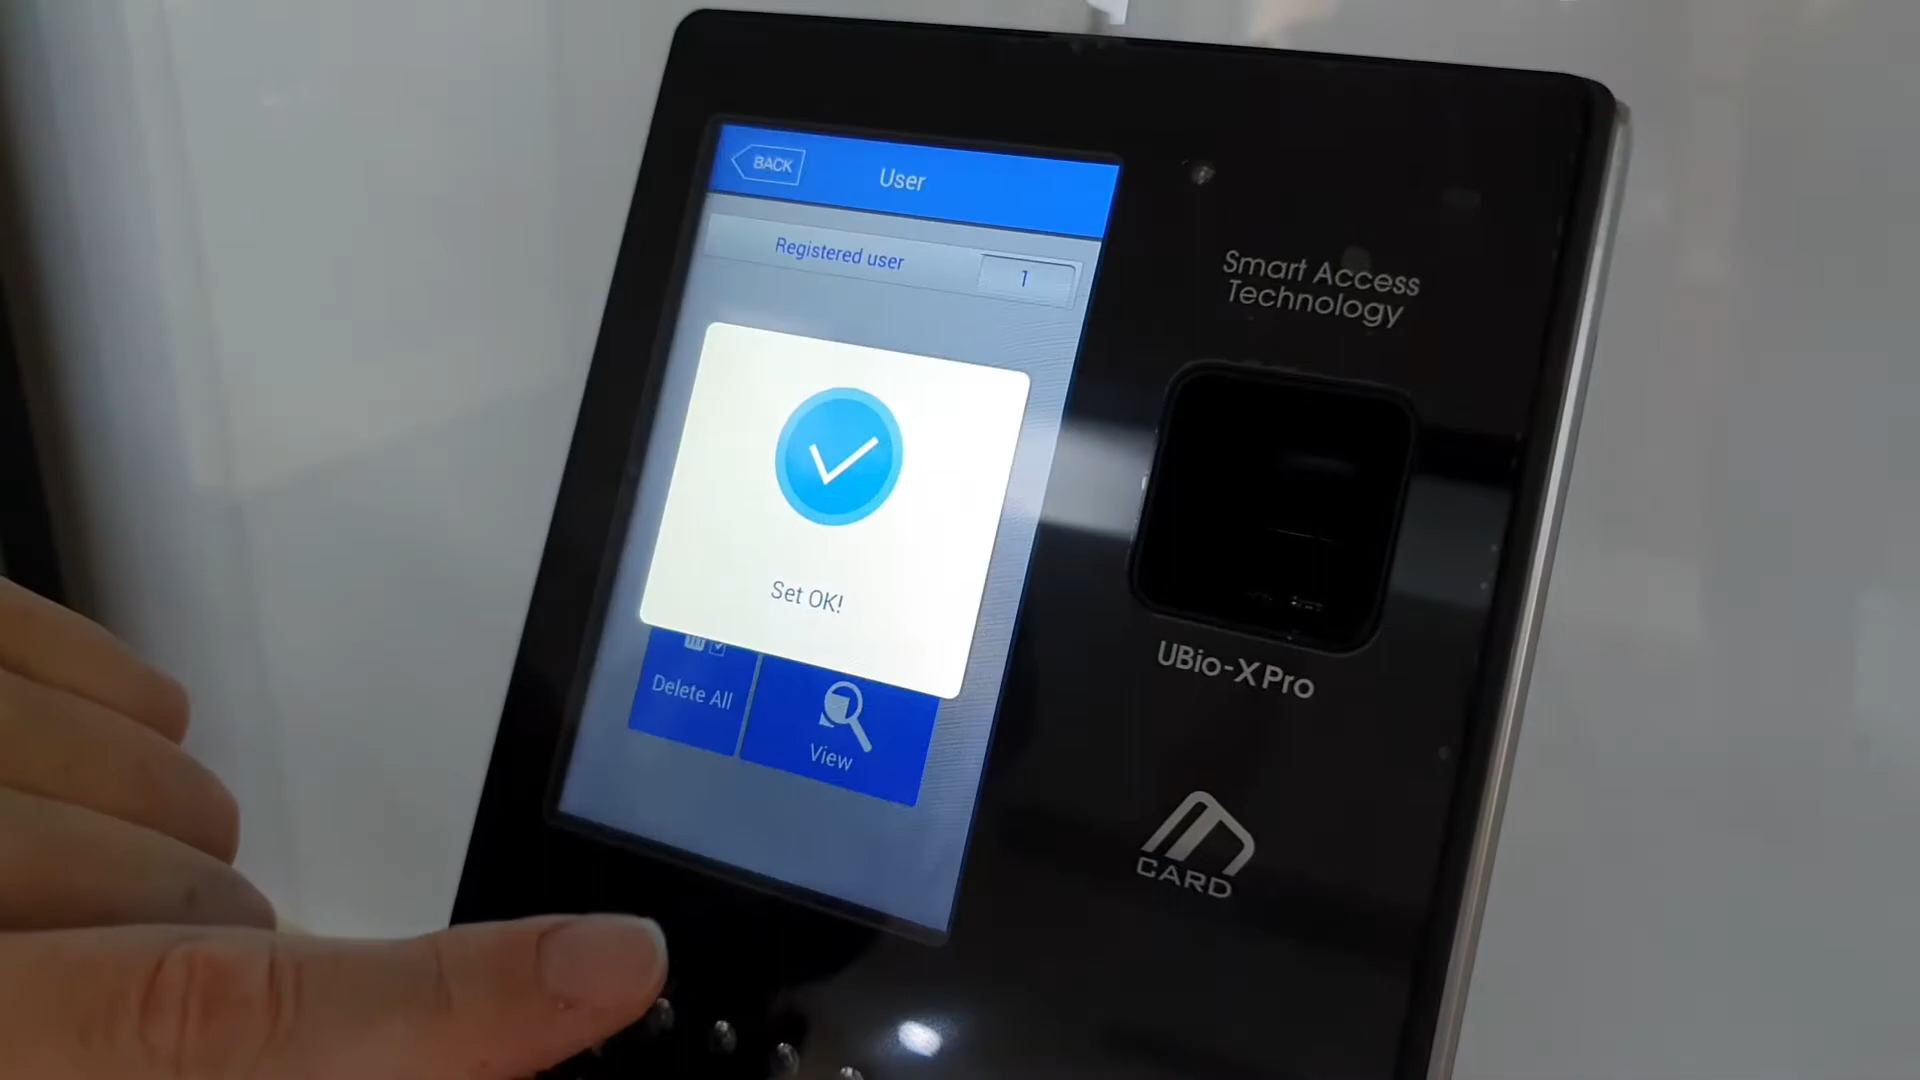 BACK
User
Registered user
1
Set OK!
Delete All
View
Smart Access
Technology
UBio-X Pro
CARD